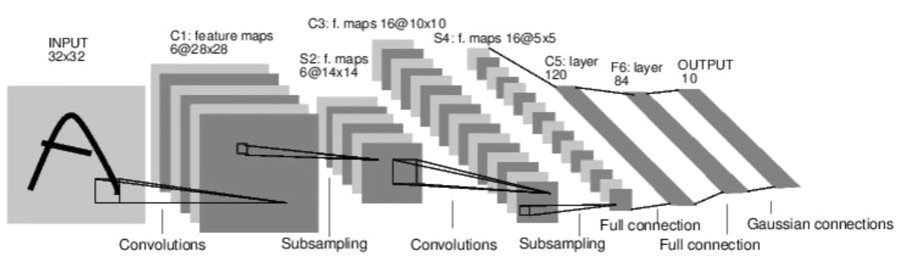 INPUT
32x32
C1: feature maps
6@28x28
S2: f. maps
6@14x14
C3: f. maps 16@10x10
S4: f. maps 16@5x5
C5: layer
120
F6: layer
84
OUTPUT
10
Convolutions
Subsampling
Convolutions
Subsampling
Full connection
Full connection
Gaussian connections